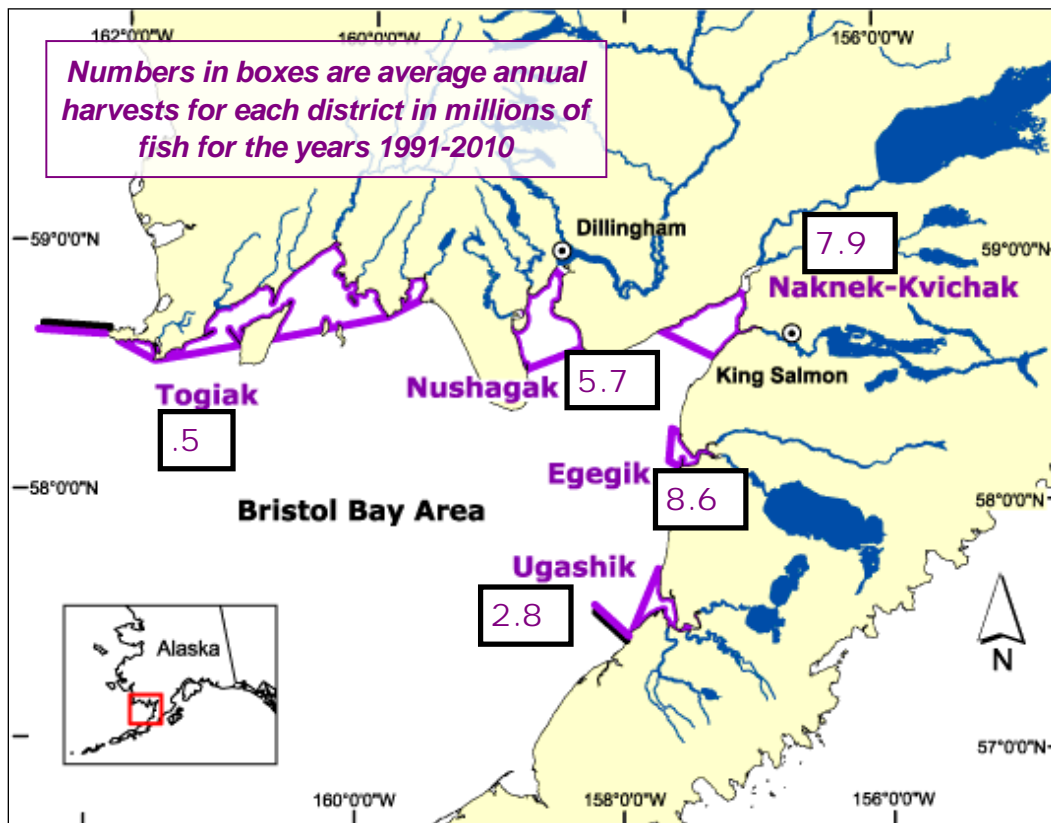 162°0'0"W
160°0'0"W
156°0'0"W
Numbers in boxes are average annual
harvests for each district in millions of
fish for the years 1991-2010
59°0'0"N
Dillingham
7.9
59°0'0"N
Naknek-Kvichak
King Salmon
Togiak
.5
Nushagak
5.7
Egegik
8.6
58°0'0"N
58°0'0"N
Bristol Bay Area
Ugashik
2.8
Alaska
N
57°0'0"N
160°0'0"W
158°0'0"W
156°0'0"W